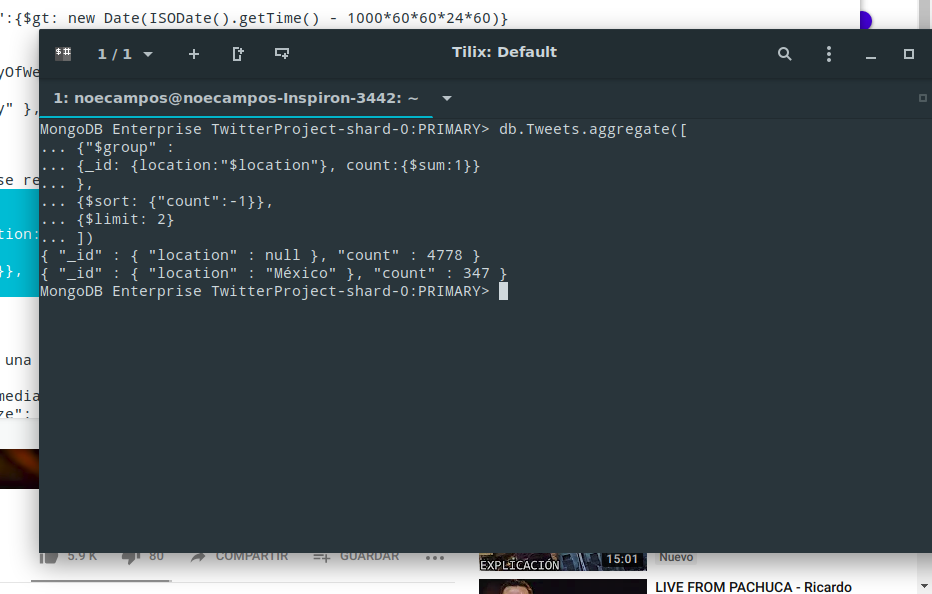 ":{$gt: new Date(ISODate().getTime() - 1000*60*60*24*60)}
1 / 1
Tilix: Default
yOfWe
y" },
1: noecampos@noecampos-Inspiron-3442: ~
MongoDB Enterprise TwitterProject-shard-0:PRIMARY> db.Tweets.aggregate([
... {"$group" :
... {_id: {location:"$location"}, count:{$sum:1}}
... },
... {$sort: {"count":-1}},
... {$limit: 2}
... ])
{ "_id" : { "location" : null }, "count" : 4778 }
{ "_id" : { "location" : "México" }, "count" : 347 }
MongoDB Enterprise TwitterProject-shard-0:PRIMARY>
se re
tion:
}},
una
media
ze":
5.9 K
80
COMPARTIR
GUARDAR
EXPLICACIÓN
15:01
Nuevo
LIVE FROM PACHUCA - Ricardo